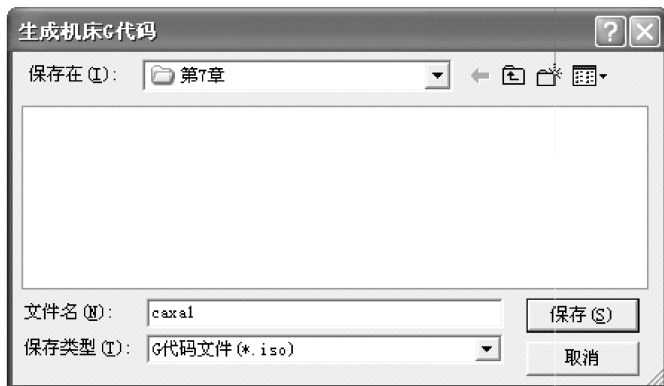 生成机床G代码
保存在(I): 第7章
文件名(N): caxa1
保存(S)
保存类型(T): G代码文件(*.iso)
取消